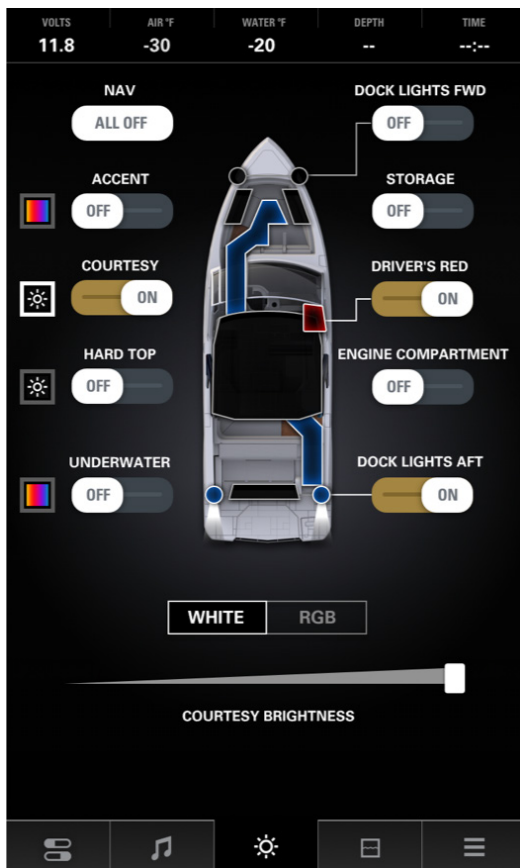 VOLTS AIR °F WATER °F DEPTH TIME
11.8 -30 -20 -- --:--
NAV DOCK LIGHTS FWD
ALL OFF OFF
ACCENT STORAGE
OFF OFF
COURTESY DRIVER'S RED
ON ON
HARD TOP ENGINE COMPARTMENT
OFF OFF
UNDERWATER DOCK LIGHTS AFT
OFF ON
WHITE RGB
COURTESY BRIGHTNESS